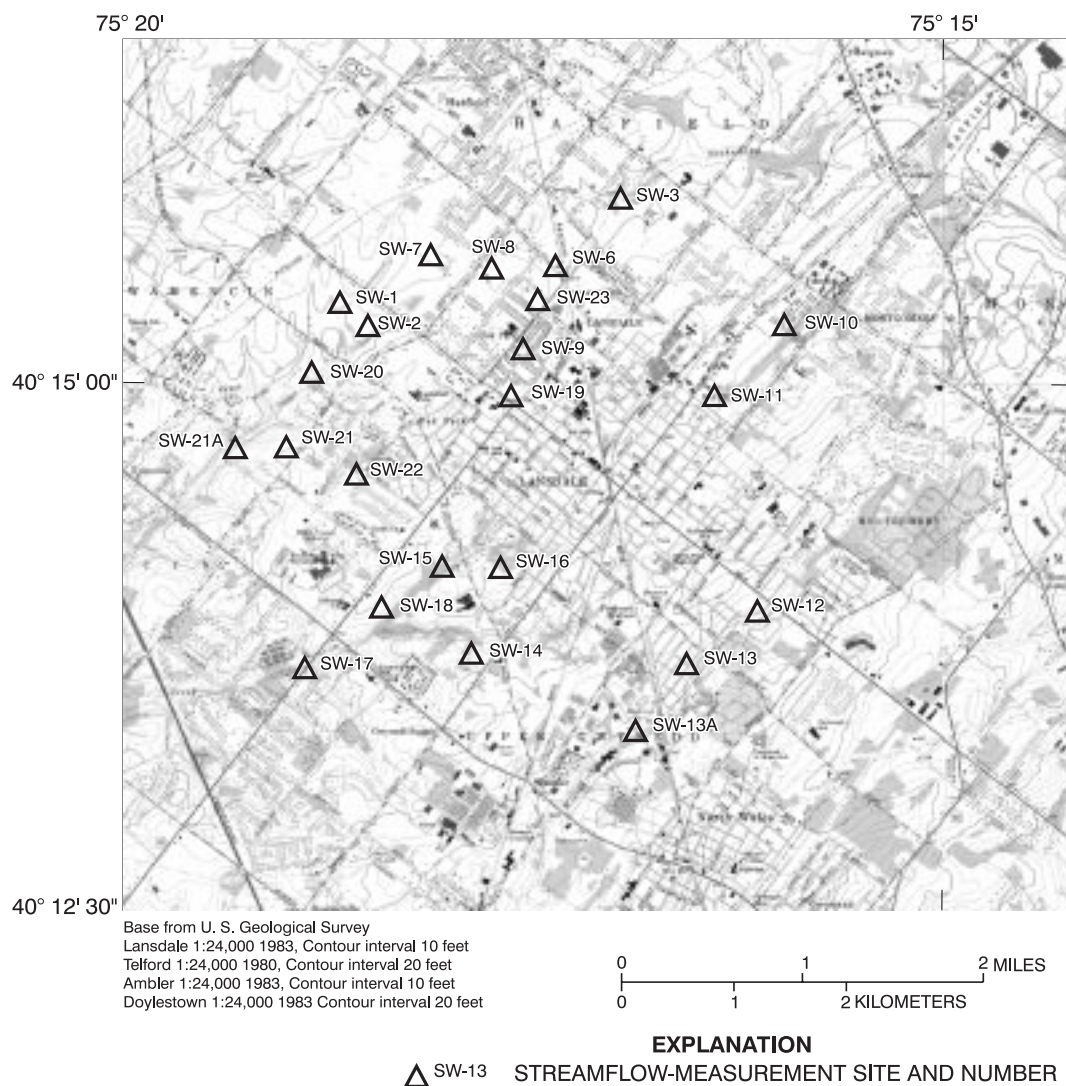 75° 20'
75° 15'
HATFIELD
SW-3
SW-7
SW-8
SW-6
SW-1
SW-23
SW-2
SW-10
SW-9
40° 15' 00"
SW-20
SW-19
SW-11
SW-21A
SW-21
SW-22
LANSDALE
SW-15
SW-16
SW-18
SW-12
SW-14
SW-13
SW-17
SW-13A
UPPER
North Wales
40° 12' 30"
Base from U. S. Geological Survey
Lansdale 1:24,000 1983, Contour interval 10 feet
Telford 1:24,000 1980, Contour interval 20 feet
Ambler 1:24,000 1983, Contour interval 10 feet
Doylestown 1:24,000 1983 Contour interval 20 feet
0 1 2 MILES
0 1 2 KILOMETERS
EXPLANATION
SW-13 STREAMFLOW-MEASUREMENT SITE AND NUMBER